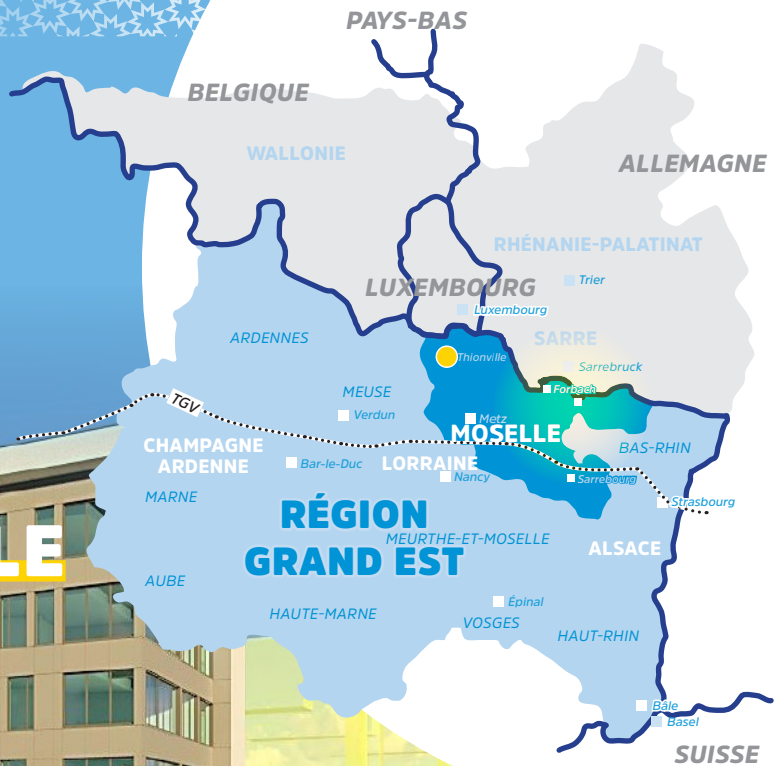 PAYS-BAS
BELGIQUE
WALLONIE
ALLEMAGNE
RHÉNANIE-PALATINAT
Trier
LUXEMBOURG
Luxembourg
ARDENNES
SARRE
Thionville
Sarrebruck
MEUSE
Forbach
TGV
Verdun
Metz
MOSELLE
CHAMPAGNE
ARDENNE
BAS-RHIN
Bar-le-Duc
LORRAINE
Nancy
Sarrebourg
MARNE
Strasbourg
RÉGION
GRAND EST
MEURTHE-ET-MOSELLE
LE
ALSACE
AUBE
Épinal
HAUTE-MARNE
VOSGES
HAUT-RHIN
Bâle
Basel
SUISSE